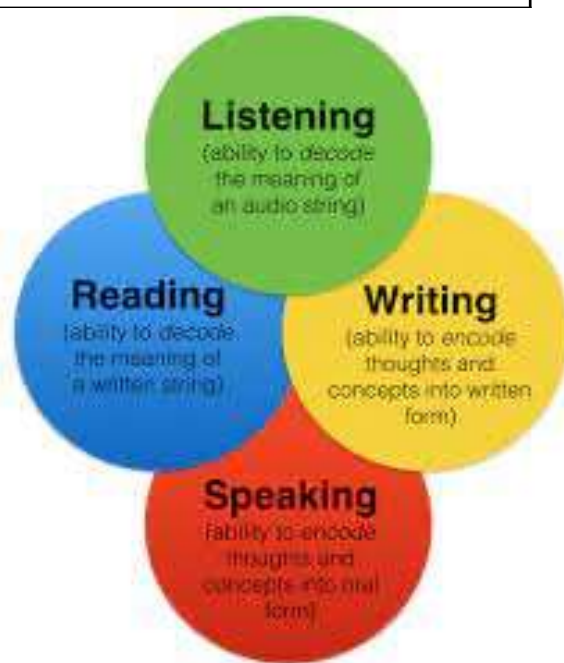 Listening
(ability to decode
the meaning of
an audio string)
Reading
(ability to decode
the meaning of
a written string)
Writing
(ability to encode
thoughts and
concepts into written
form)
Speaking
(ability to encode
thoughts and
concepts into oral
form)